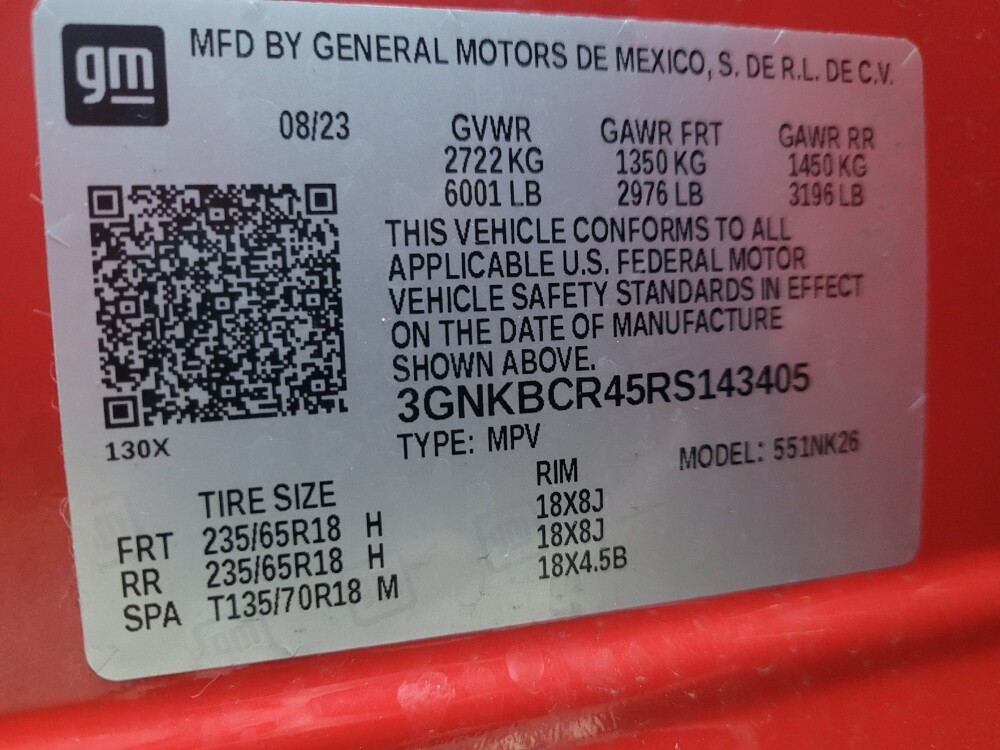 gm
MFD BY GENERAL MOTORS DE MEXICO, S. DE R.L. DE C.V.
08/23 GVWR GAWR FRT GAWR RR
2722 KG 1350 KG 1450 KG
6001 LB 2976 LB 3196 LB
THIS VEHICLE CONFORMS TO ALL
APPLICABLE U.S. FEDERAL MOTOR
VEHICLE SAFETY STANDARDS IN EFFECT
ON THE DATE OF MANUFACTURE
SHOWN ABOVE.
3GNKBCR45RS143405
130X
TYPE: MPV MODEL: 551NK26
TIRE SIZE RIM
FRT 235/65R18 H 18X8J
RR 235/65R18 H 18X8J
SPA T135/70R18 M 18X4.5B